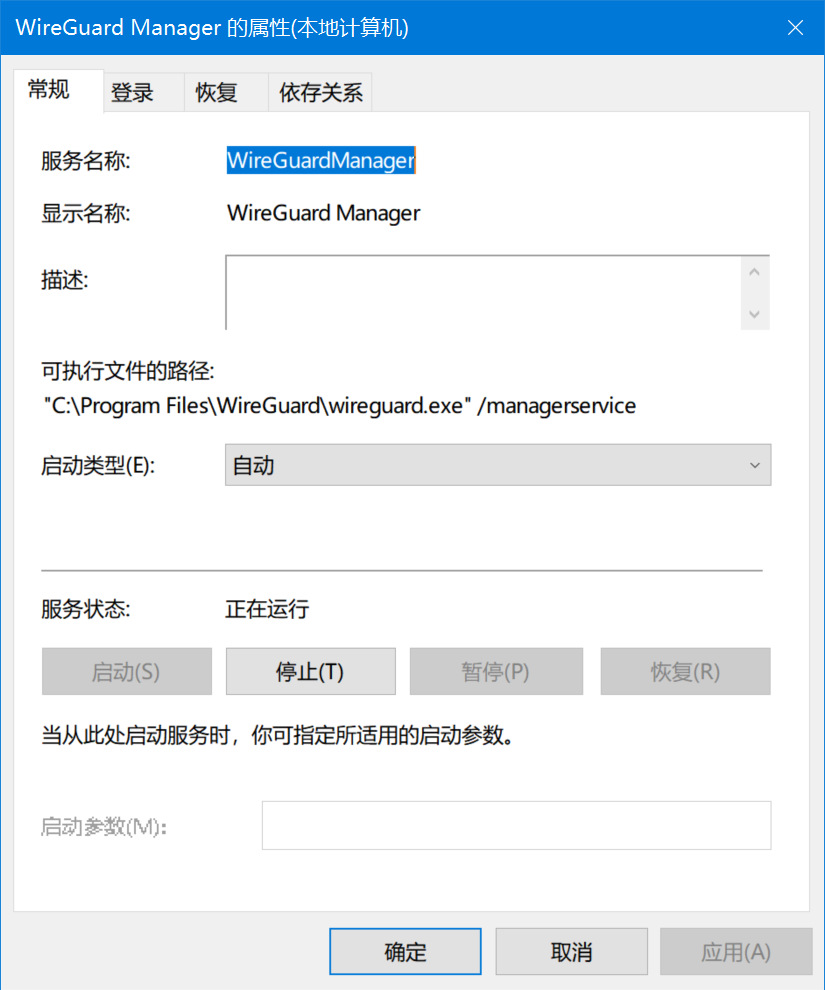 WireGuard Manager 的属性(本地计算机)
常规 登录 恢复 依存关系
服务名称: WireGuardManager
显示名称: WireGuard Manager
描述:
可执行文件的路径:
"C:\Program Files\WireGuard\wireguard.exe" /managerservice
启动类型(E): 自动
服务状态: 正在运行
启动(S) 停止(T) 暂停(P) 恢复(R)
当从此处启动服务时，你可指定所适用的启动参数。
启动参数(M):
确定 取消 应用(A)